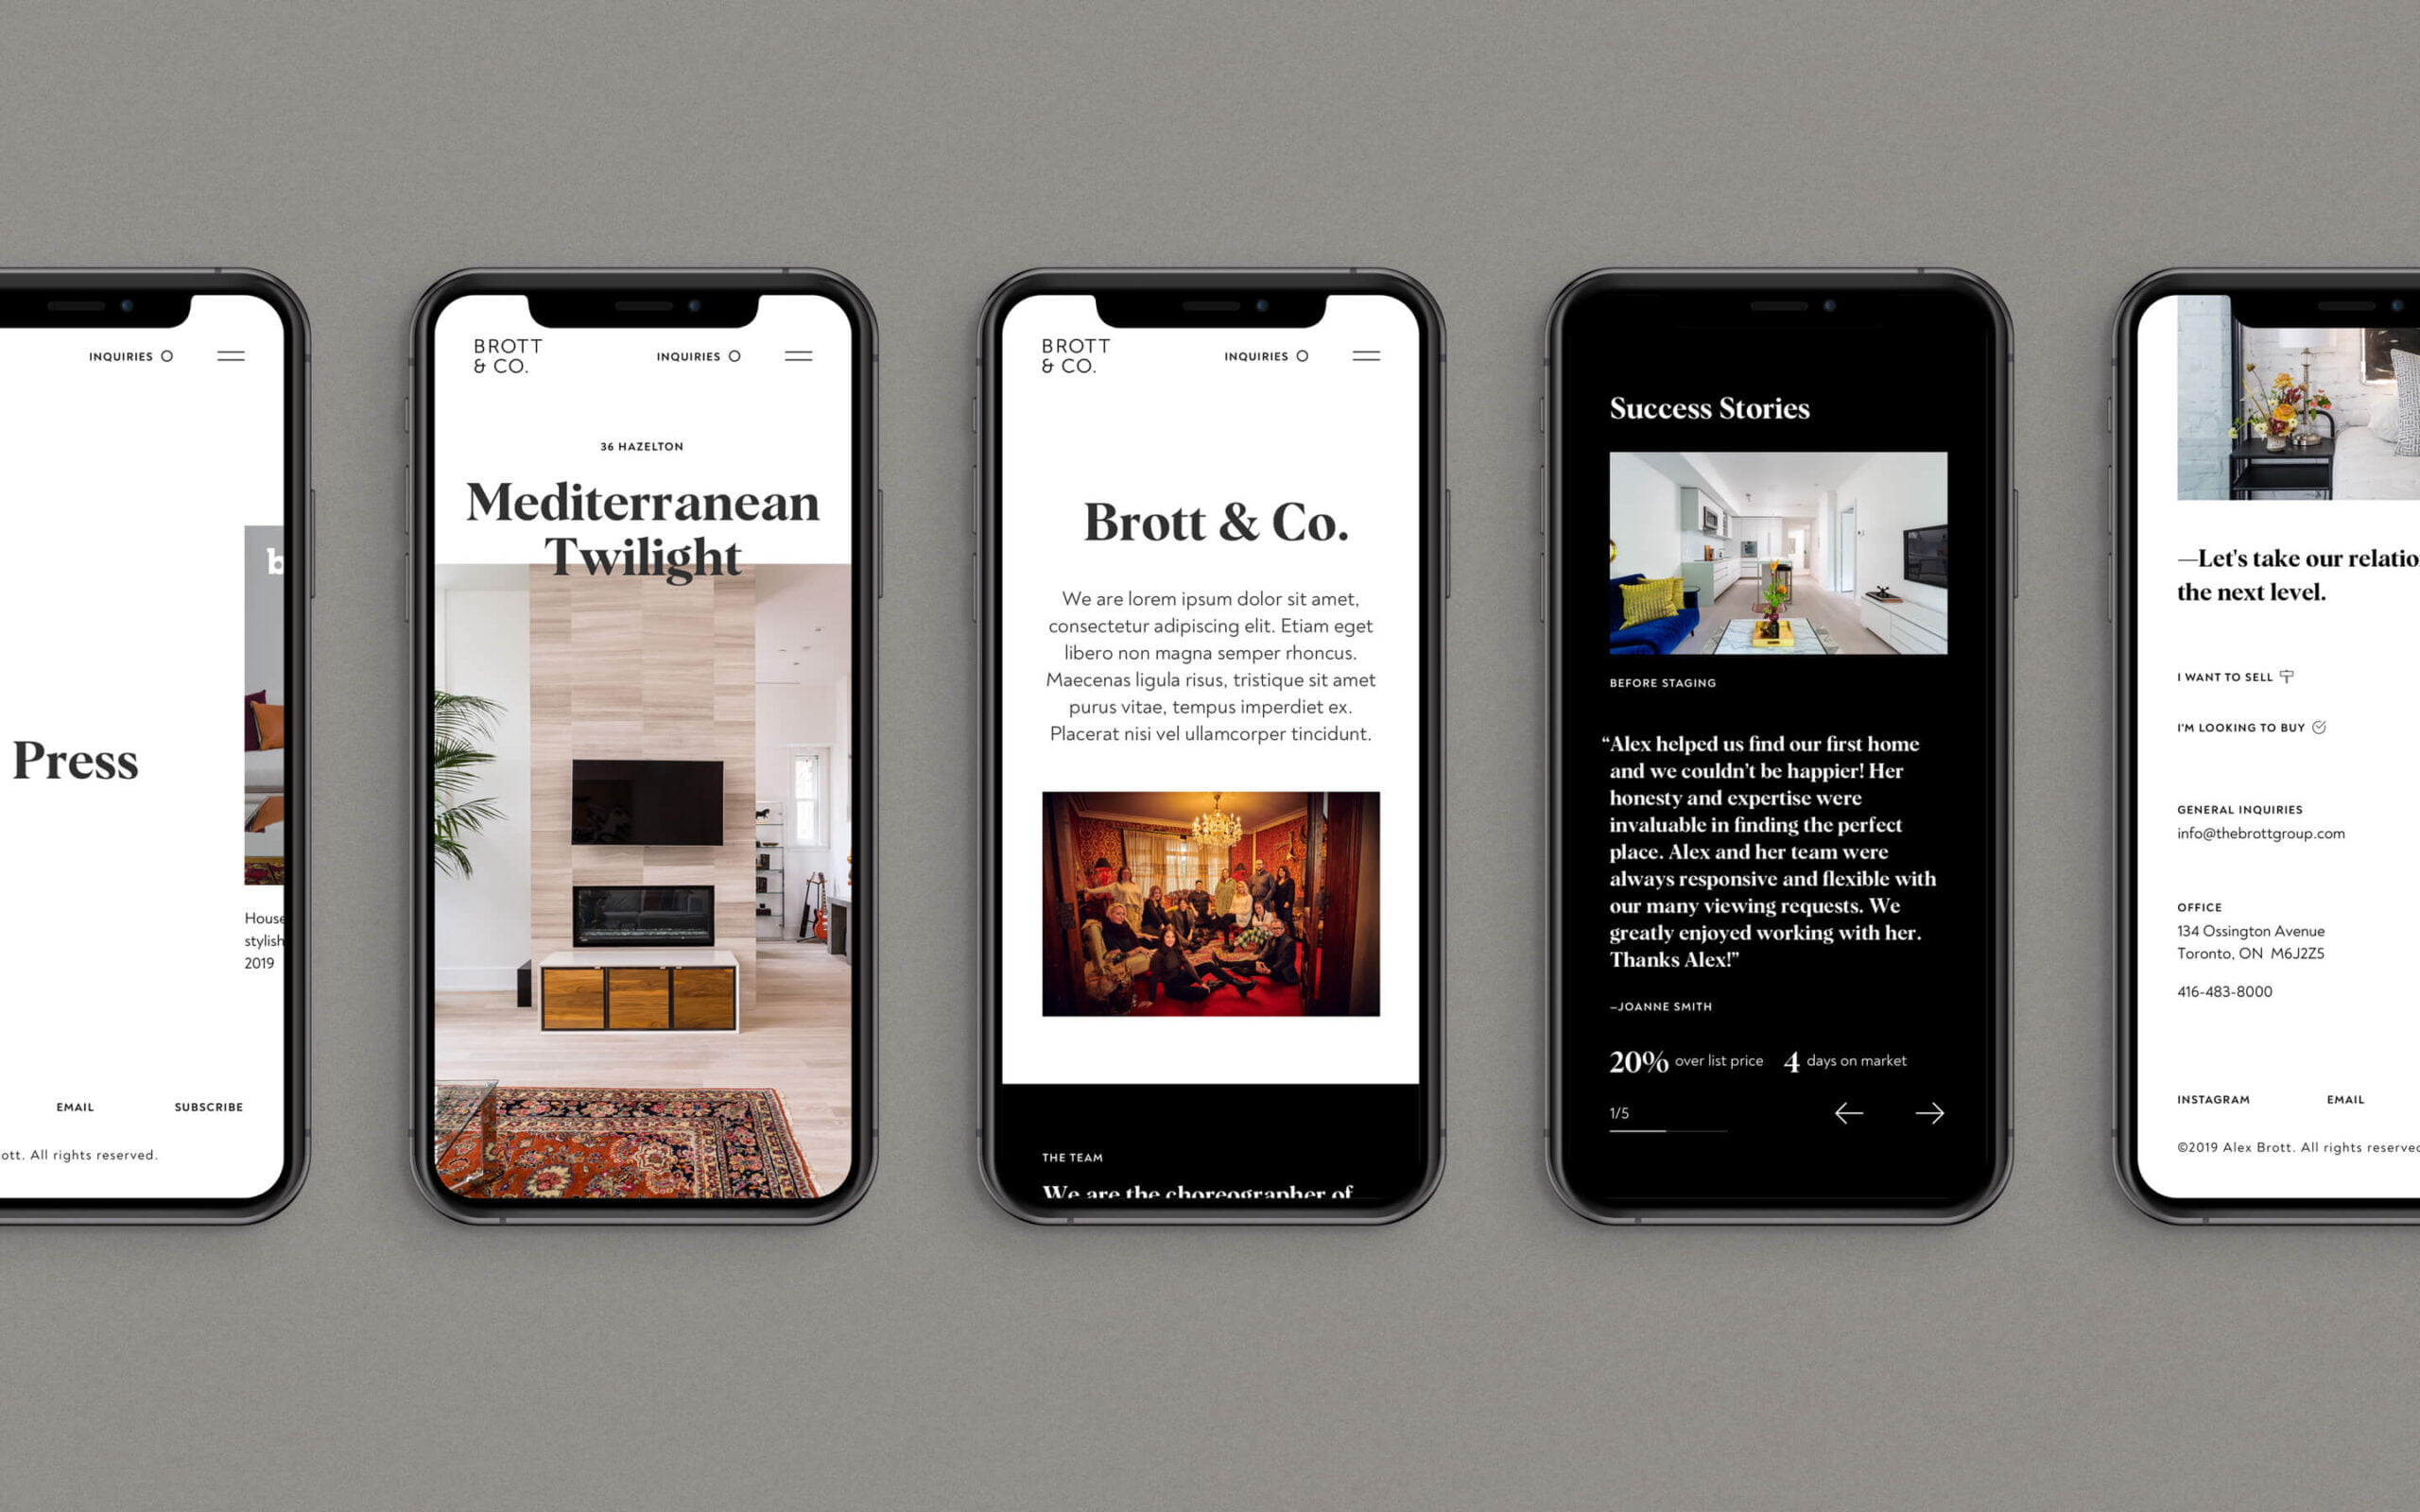 INQUIRIES
b
Press
House
stylish
2019
EMAIL SUBSCRIBE
ott. All rights reserved.
BROTT
& CO.
INQUIRIES
36 HAZELTON
Mediterranean
Twilight
BROTT
& CO.
INQUIRIES
Brott & Co.
We are lorem ipsum dolor sit amet,
consectetur adipiscing elit. Etiam eget
libero non magna semper rhoncus.
Maecenas ligula risus, tristique sit amet
purus vitae, tempus imperdiet ex.
Placerat nisi vel ullamcorper tincidunt.
THE TEAM
We are the choreographer of
Success Stories
BEFORE STAGING
“Alex helped us find our first home
and we couldn’t be happier! Her
honesty and expertise were
invaluable in finding the perfect
place. Alex and her team were
always responsive and flexible with
our many viewing requests. We
greatly enjoyed working with her.
Thanks Alex!”
–JOANNE SMITH
20% over list price 4 days on market
1/5
—Let's take our relatio
the next level.
I WANT TO SELL
I'M LOOKING TO BUY
GENERAL INQUIRIES
info@thebrottgroup.com
OFFICE
134 Ossington Avenue
Toronto, ON M6J2Z5
416-483-8000
INSTAGRAM EMAIL
©2019 Alex Brott. All rights reserved